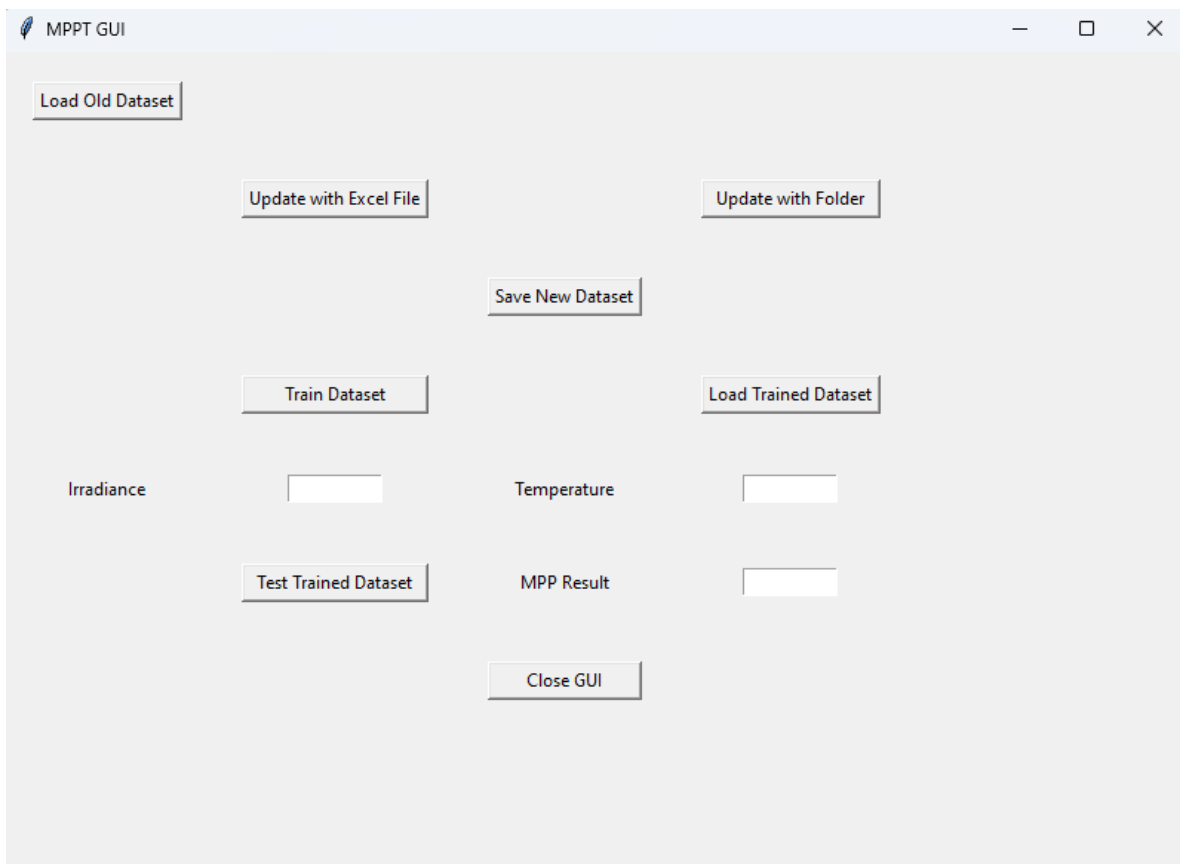 MPPT GUI
Load Old Dataset
Update with Excel File
Update with Folder
Save New Dataset
Train Dataset
Load Trained Dataset
Irradiance
Temperature
Test Trained Dataset
MPP Result
Close GUI